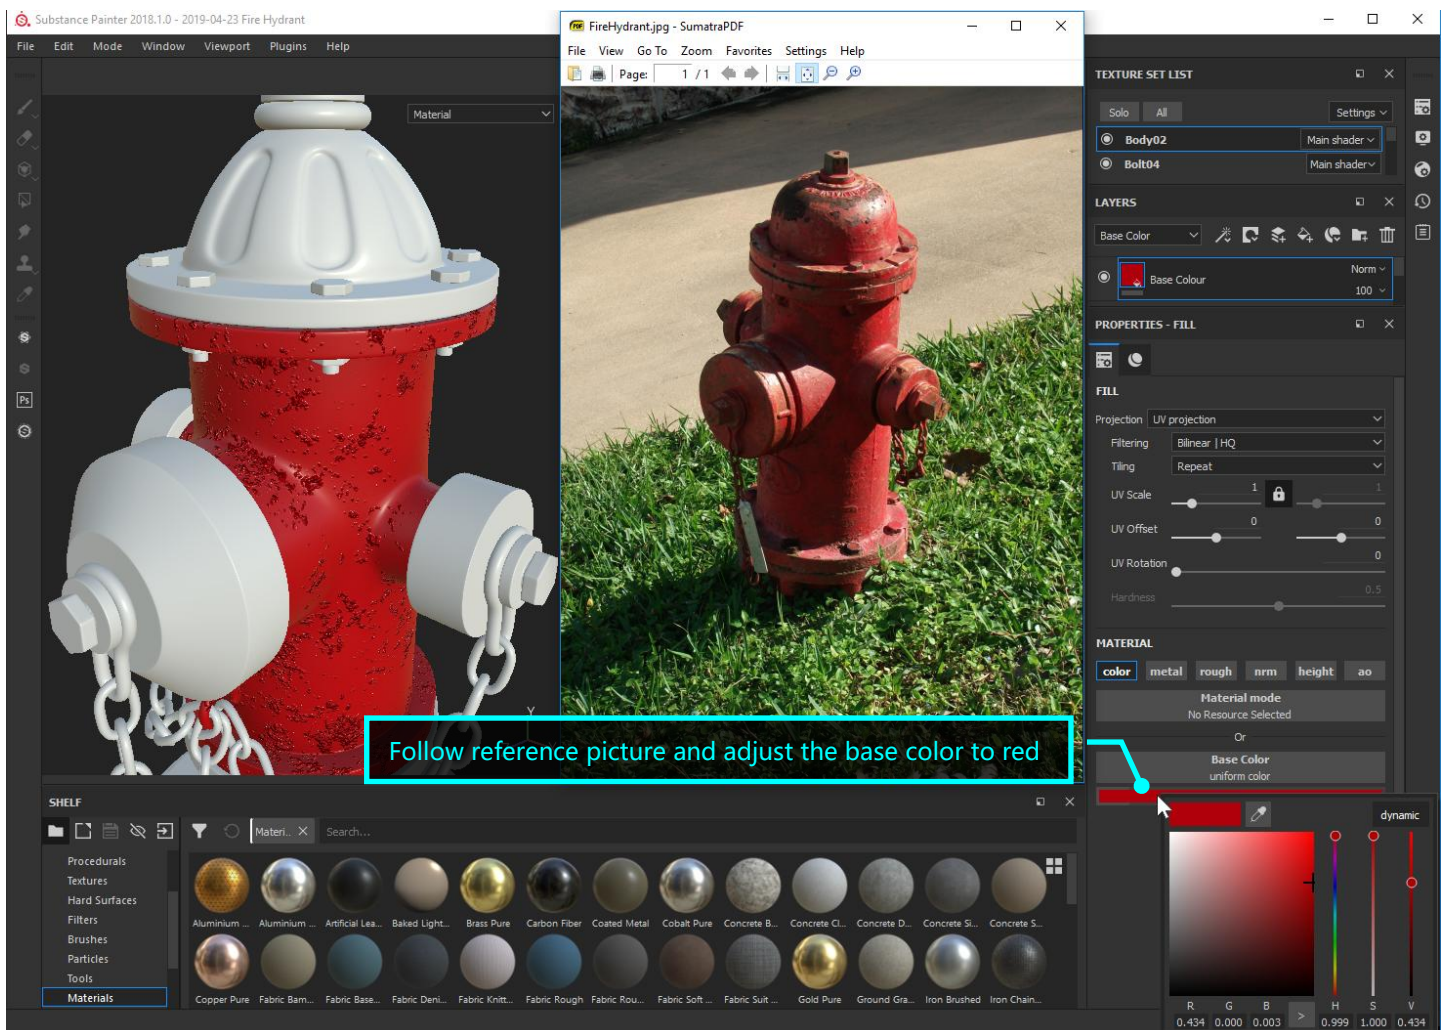 Substance Painter 2018.1.0 - 2019-04-23 Fire Hydrant
File Edit Mode Window Viewport Plugins Help
Material
FireHydrant.jpg - SumatraPDF
File View Go To Zoom Favorites Settings Help
Page: 1 / 1
TEXTURE SET LIST
Solo All Settings
Body02 Main shader
Bolt04 Main shader
LAYERS
Base Color
Base Colour Norm
100
PROPERTIES - FILL
FILL
Projection UV projection
Filtering Bilinear | HQ
Tiling Repeat
UV Scale 1 1
UV Offset 0 0
UV Rotation 0
Hardness 0.5
MATERIAL
color metal rough nrm height ao
Material mode
No Resource Selected
Or
Base Color
uniform color
Y
Follow reference picture and adjust the base color to red
dynamic
R G B > H S V
0.434 0.000 0.003 0.999 1.000 0.434
SHELF
Materi... Search...
Procedurals
Textures
Hard Surfaces
Filters
Brushes
Particles
Tools
Materials
Aluminium ... Aluminium ... Artificial Lea... Baked Light... Brass Pure Carbon Fiber Coated Metal Cobalt Pure Concrete B... Concrete Cl... Concrete D... Concrete Si... Concrete S...
Copper Pure Fabric Bam... Fabric Base... Fabric Deni... Fabric Knitt... Fabric Rough Fabric Rou... Fabric Soft ... Fabric Suit ... Gold Pure Ground Gra... Iron Brushed Iron Chain...
Ps